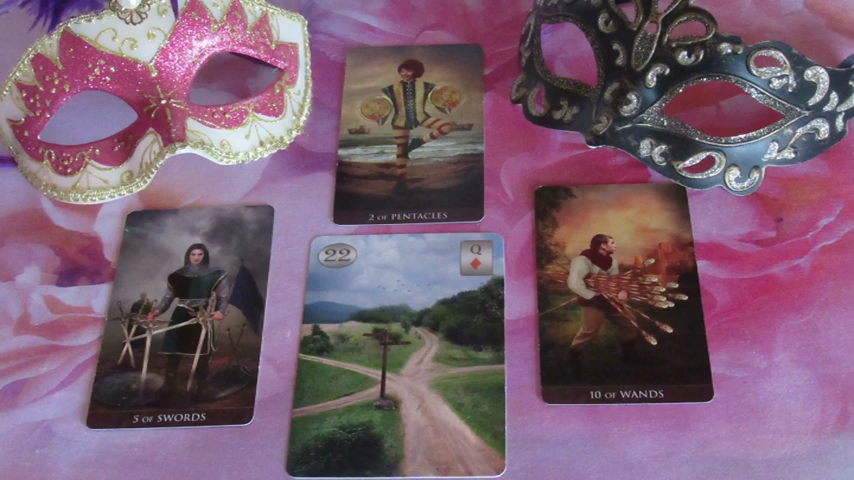 2 OF PENTACLES
5 OF SWORDS
22
Q
10 OF WANDS